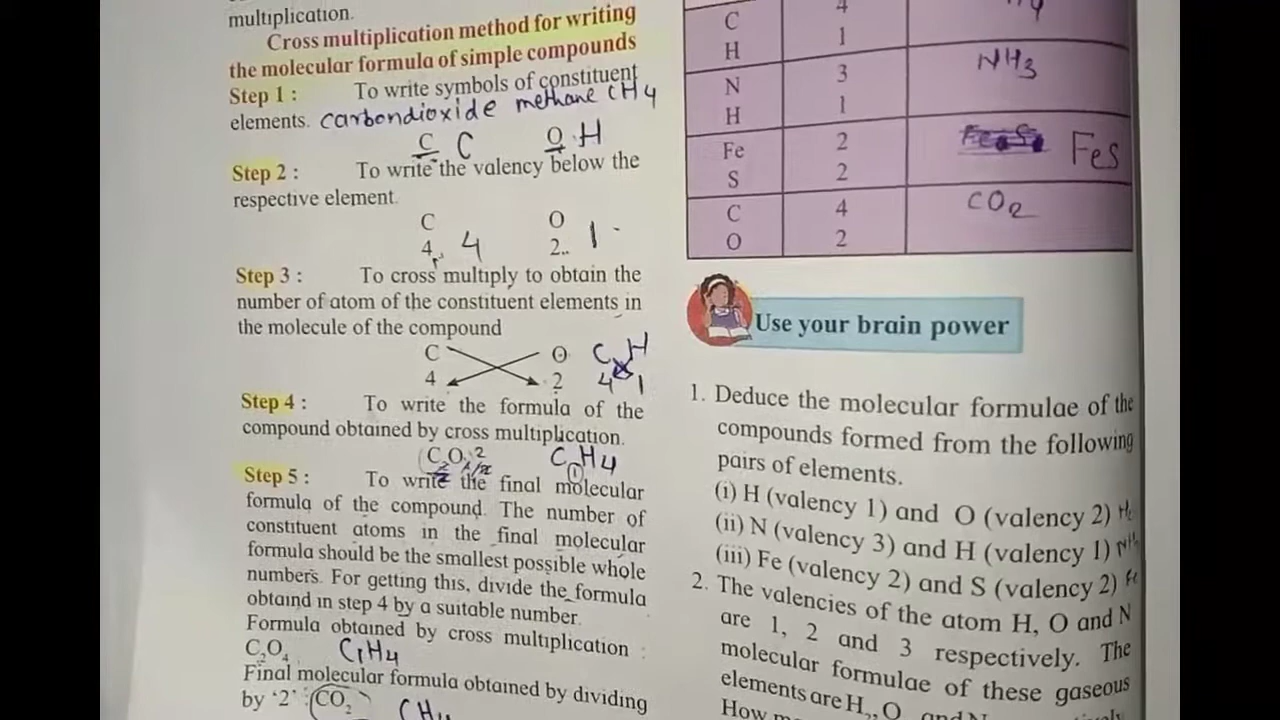 multiplication.
Cross multiplication method for writing
the molecular formula of simple compounds
Step 1 : To write symbols of constituent
elements. carbondioxide methane CH4
C C O H
Step 2 : To write the valency below the
respective element.
C O
4 4 2 1
Step 3 : To cross multiply to obtain the
number of atom of the constituent elements in
the molecule of the compound
C O C H
4 2 4 1
Step 4 : To write the formula of the
compound obtained by cross multiplication.
C1H4
Step 5 : To write the final molecular
formula of the compound. The number of
constituent atoms in the final molecular
formula should be the smallest possible whole
numbers. For getting this, divide the formula
obtaind in step 4 by a suitable number.
Formula obtained by cross multiplication :
C₂O₄ C1H4
Final molecular formula obtained by dividing
by ‘2’ : CO₂ CH4
C 4
H 1
N 3 NH3
H 1
Fe 2 FeS
S 2
C 4 CO2
O 2
Use your brain power
1. Deduce the molecular formulae of the
compounds formed from the following
pairs of elements.
(i) H (valency 1) and O (valency 2)
(ii) N (valency 3) and H (valency 1)
(iii) Fe (valency 2) and S (valency 2)
2. The valencies of the atom H, O and N
are 1, 2 and 3 respectively. The
molecular formulae of these gaseous
elements are H₂, O and N
How